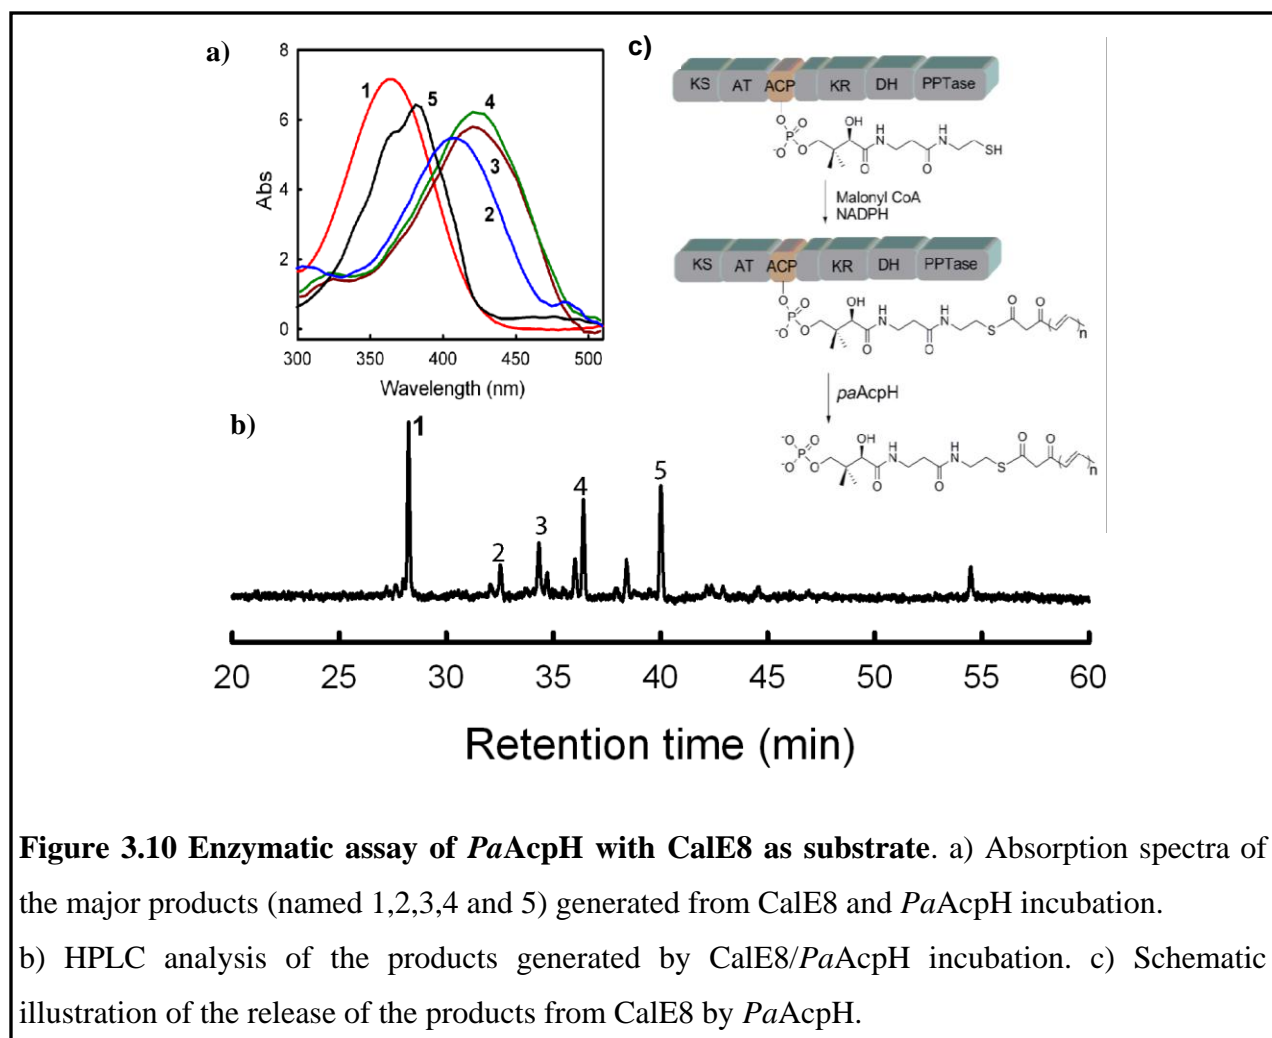 a)
8
6
4
2
0
Abs
1
5
4
3
2
300
350
400
450
500
Wavelength (nm)
c)
KS
AT
ACP
KR
DH
PPTase
O
O
P
-O
O
OH
H
N
O
H
N
O
SH
Malonyl CoA
NADPH
KS
AT
ACP
KR
DH
PPTase
O
O
P
-O
O
OH
H
N
O
H
N
O
S
O
O
n
paAcpH
-O
O
P
-O
O
OH
H
N
O
H
N
O
S
O
O
n
b)
1
2
3
4
5
20
25
30
35
40
45
50
55
60
Retention time (min)
Figure 3.10 Enzymatic assay of PaAcpH with CalE8 as substrate. a) Absorption spectra of
the major products (named 1,2,3,4 and 5) generated from CalE8 and PaAcpH incubation.
b) HPLC analysis of the products generated by CalE8/PaAcpH incubation. c) Schematic
illustration of the release of the products from CalE8 by PaAcpH.